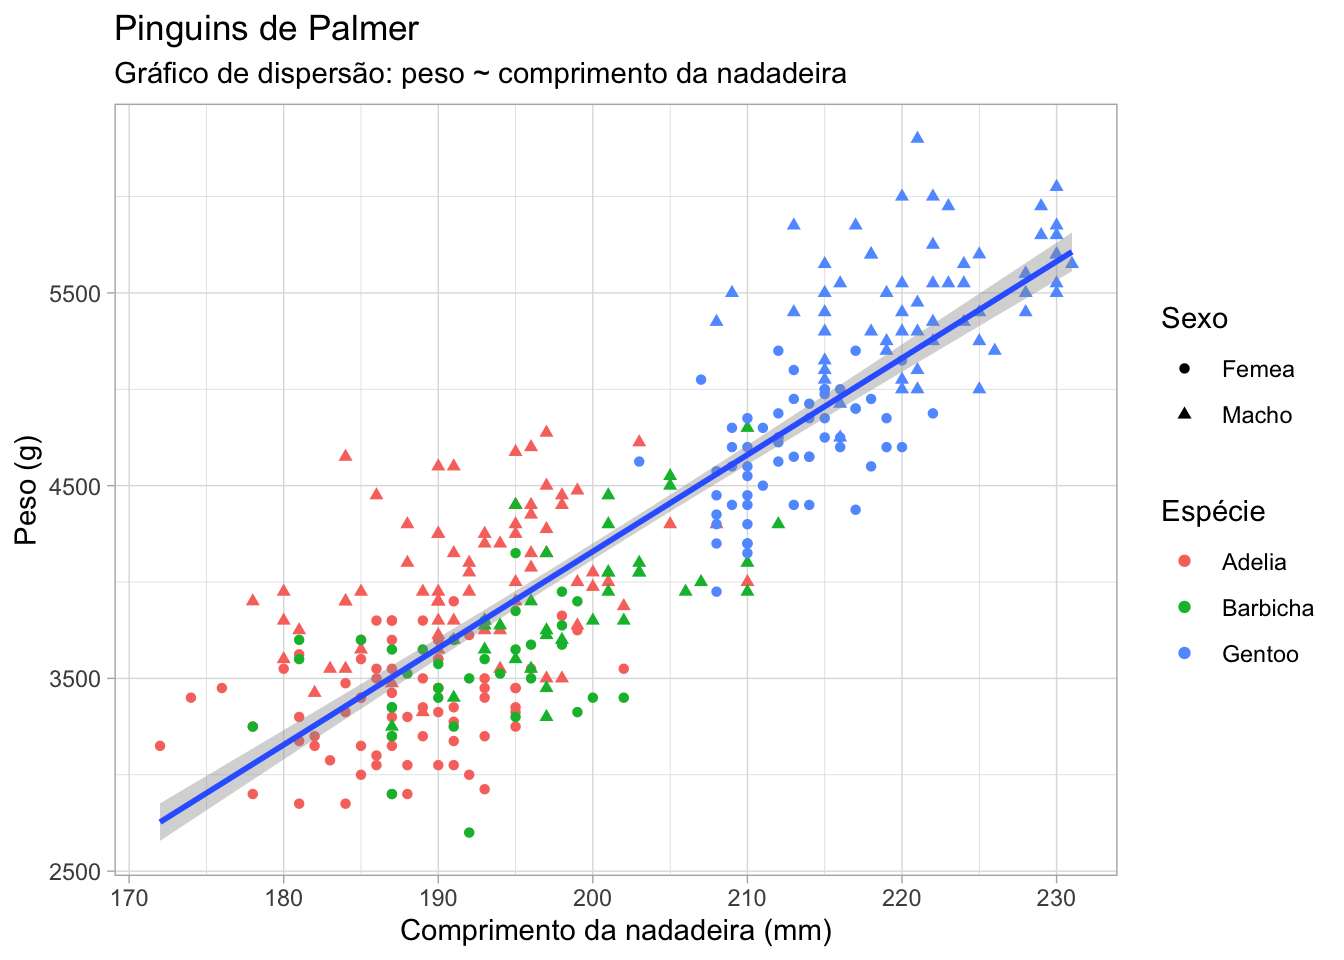 Pinguins de Palmer
Gráfico de dispersão: peso ~ comprimento da nadadeira
Peso (g)
5500
4500
3500
2500
170 180 190 200 210 220 230
Comprimento da nadadeira (mm)
Sexo
Femea
Macho
Espécie
Adelia
Barbicha
Gentoo